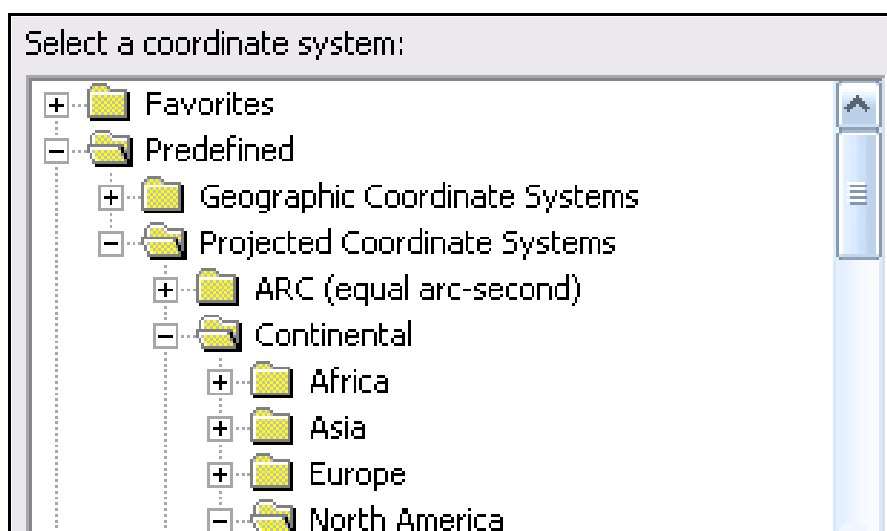 Select a coordinate system:
Favorites
Predefined
Geographic Coordinate Systems
Projected Coordinate Systems
ARC (equal arc-second)
Continental
Africa
Asia
Europe
North America